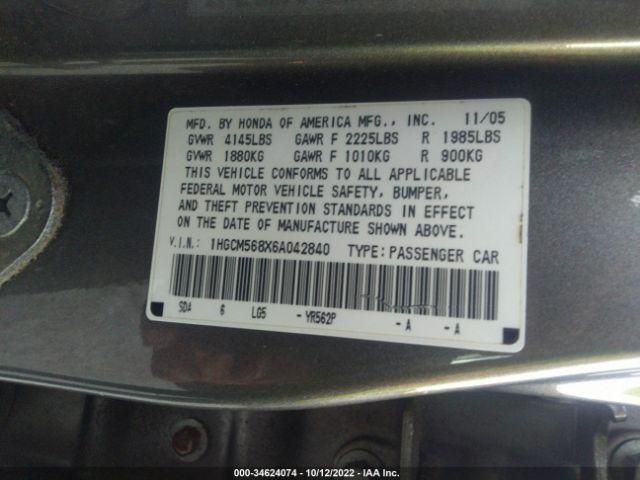 MFD. BY HONDA OF AMERICA MFG., INC. 11/05
GVWR 4145LBS GAWR F 2225LBS R 1985LBS
GVWR 1880KG GAWR F 1010KG R 900KG
THIS VEHICLE CONFORMS TO ALL APPLICABLE
FEDERAL MOTOR VEHICLE SAFETY, BUMPER,
AND THEFT PREVENTION STANDARDS IN EFFECT
ON THE DATE OF MANUFACTURE SHOWN ABOVE.
V.I.N.: 1HGCM568X6A042840 TYPE: PASSENGER CAR
SDA 6 LG5 - YR562P - A - A
000-34624074 - 10/12/2022 - IAA Inc.